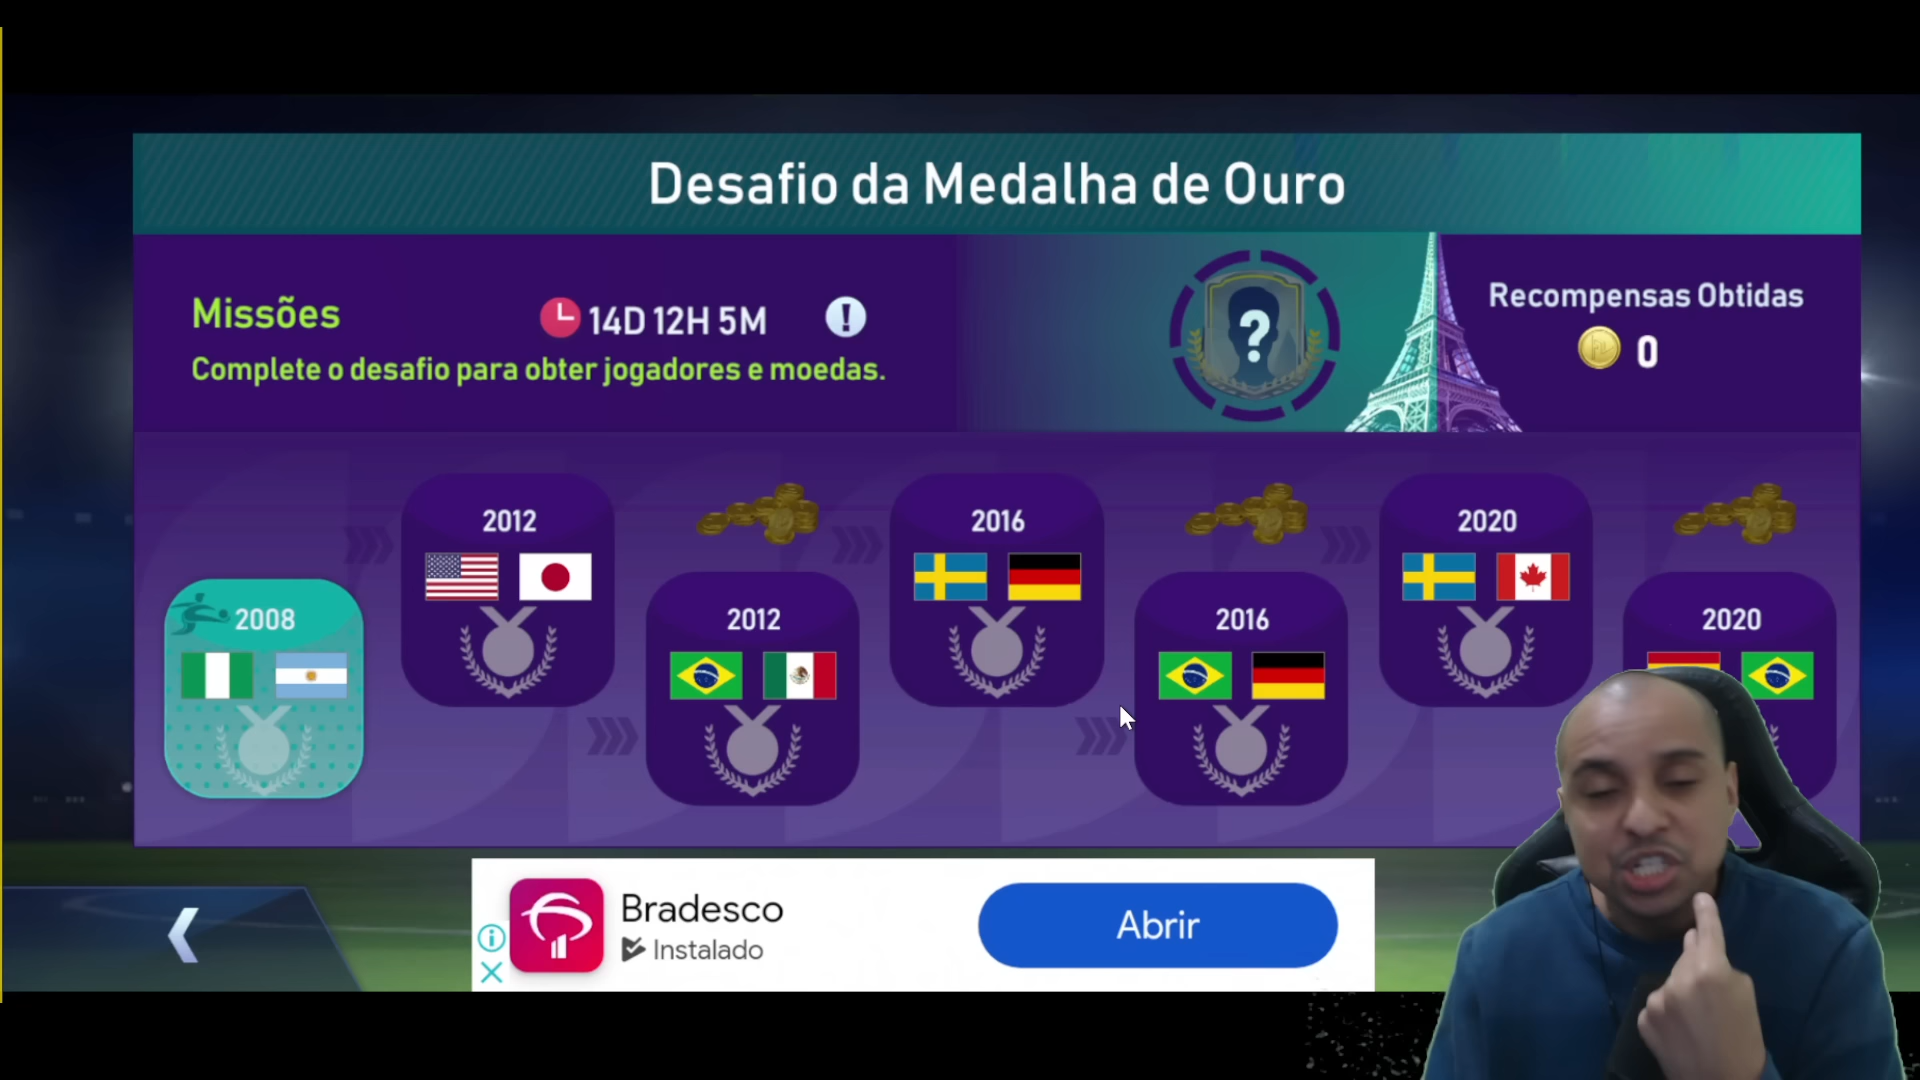 Desafio da Medalha de Ouro
Missões
14D 12H 5M
Complete o desafio para obter jogadores e moedas.
?
Recompensas Obtidas
0
2008
2012
2012
2016
2016
2020
2020
Bradesco
Instalado
Abrir